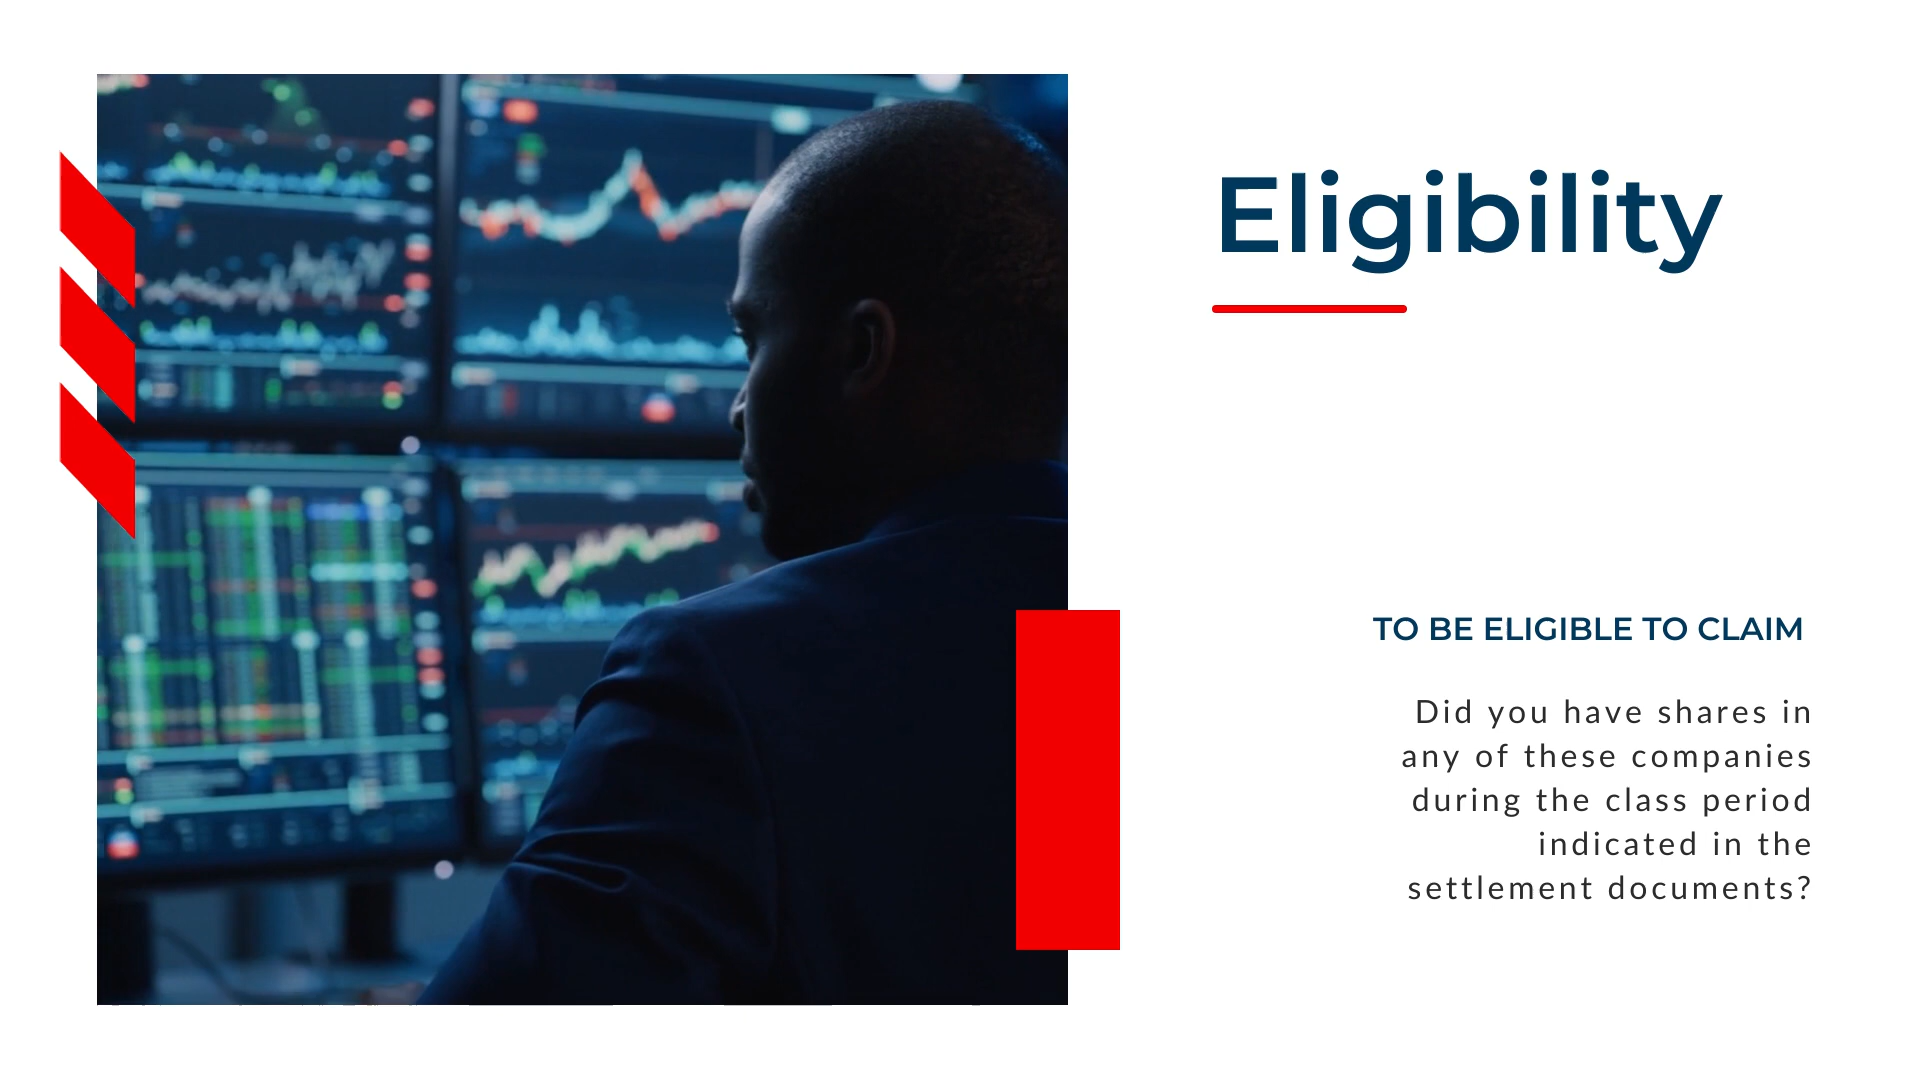 Eligibility
TO BE ELIGIBLE TO CLAIM
Did you have shares in
any of these companies
during the class period
indicated in the
settlement documents?